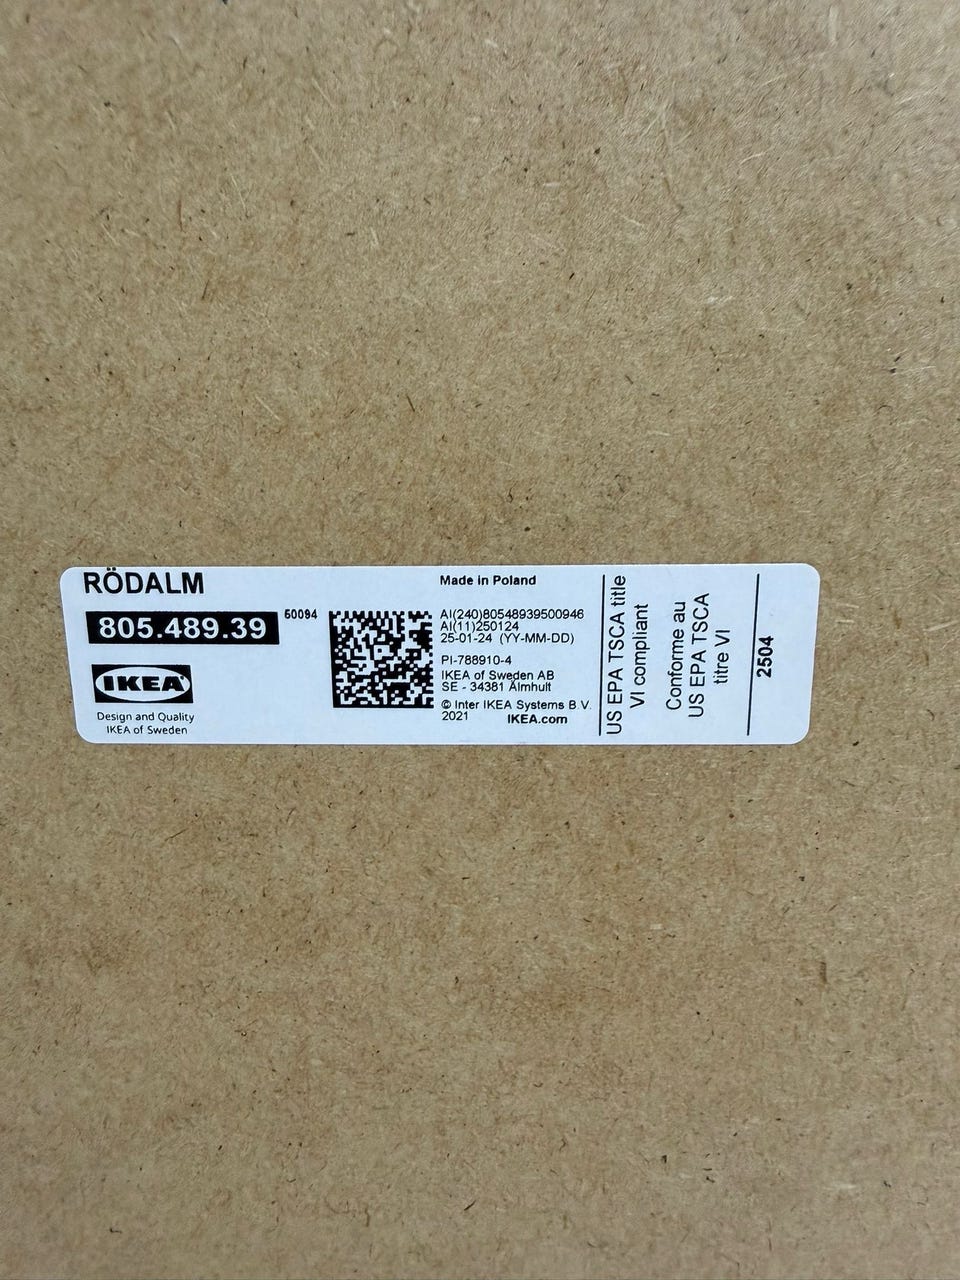 RÖDALM
805.489.39
50094
IKEA
Design and Quality
IKEA of Sweden
Made in Poland
AI(240)80548939500946
AI(11)250124
25-01-24 (YY-MM-DD)
PI-788910-4
IKEA of Sweden AB
SE - 34381 Älmhult
© Inter IKEA Systems B.V.
2021 IKEA.com
US EPA TSCA title
VI compliant
Conforme au
US EPA TSCA
titre VI
2504